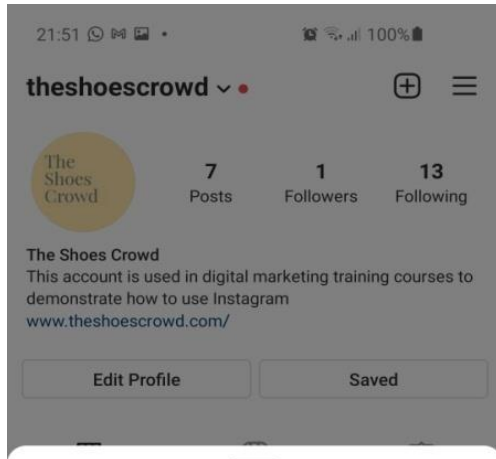 21:51
100%
theshoescrowd
The
Shoes
Crowd
7
Posts
1
Followers
13
Following
The Shoes Crowd
This account is used in digital marketing training courses to
demonstrate how to use Instagram
www.theshoescrowd.com/
Edit Profile
Saved